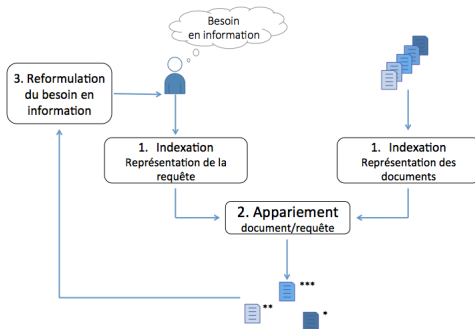 Besoin
en information
3. Reformulation
du besoin en
information
1. Indexation
Représentation de la
requête
1. Indexation
Représentation des
documents
2. Appariement
document/requête
***
**
*